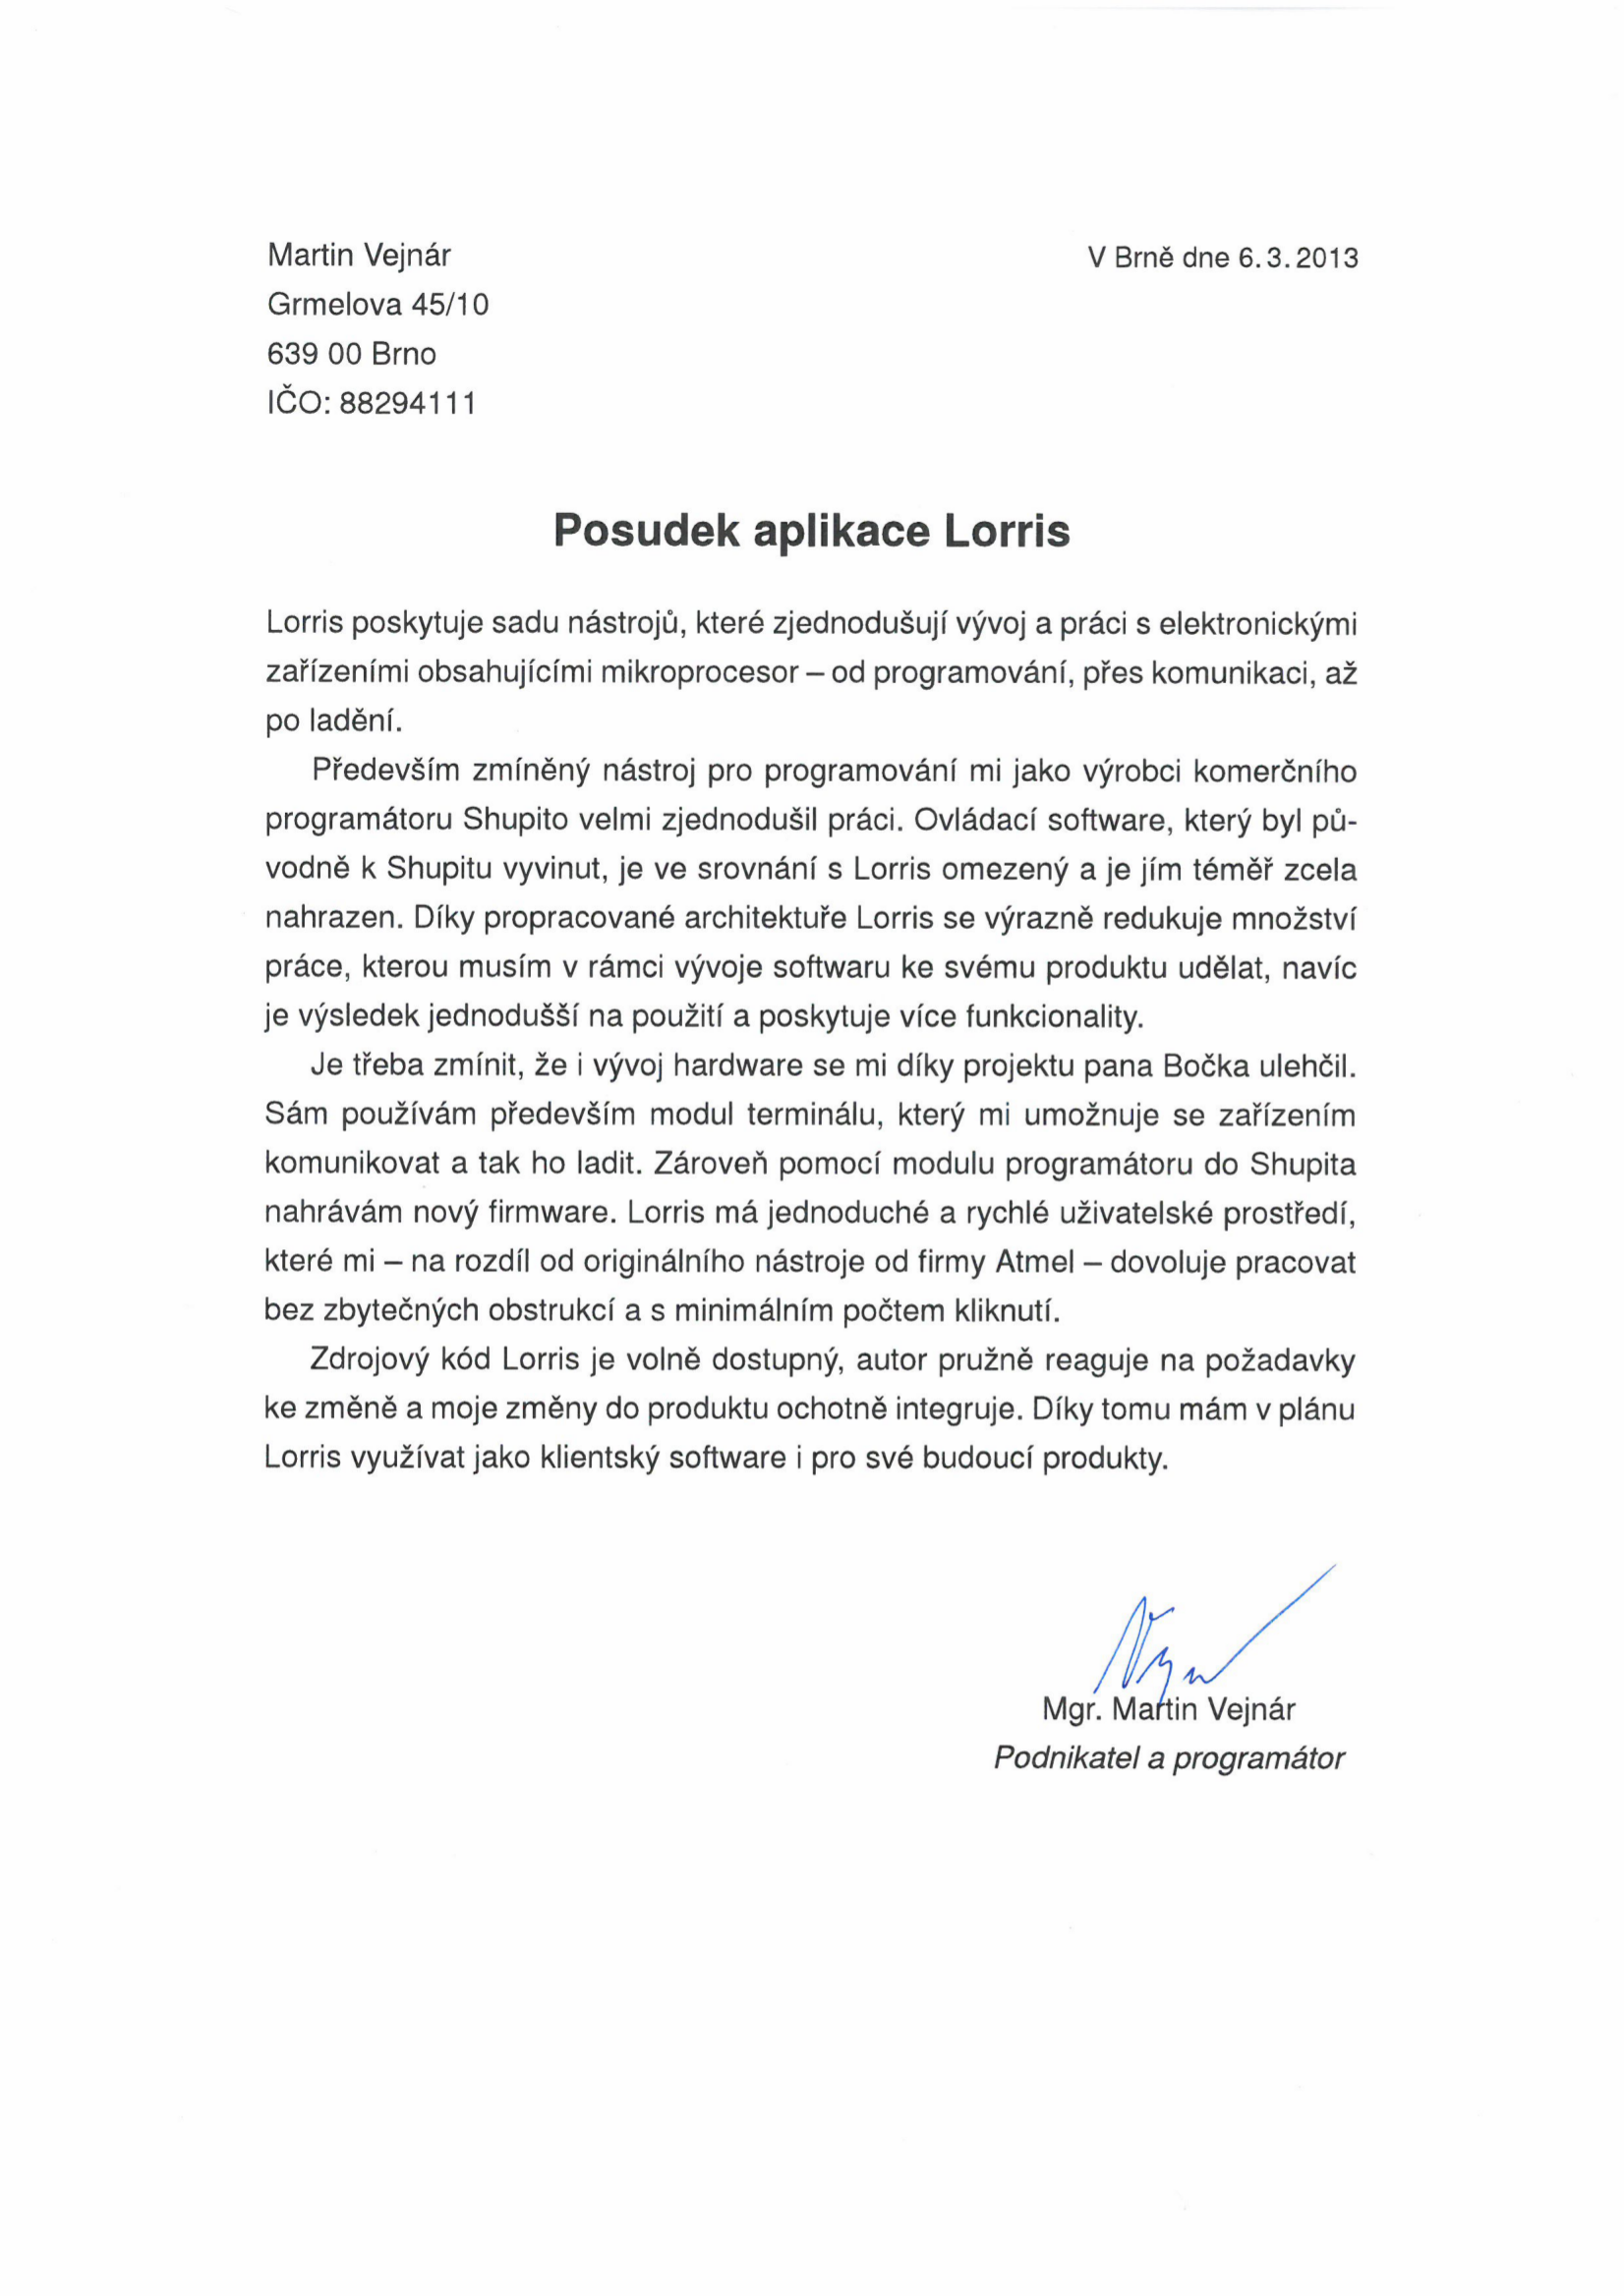 Martin Vejnár
V Brně dne 6. 3. 2013
Grmelova 45/10
639 00 Brno
IČO: 88294111
Posudek aplikace Lorris
Lorris poskytuje sadu nástrojů, které zjednodušují vývoj a práci s elektronickými
zařízeními obsahujícími mikroprocesor – od programování, přes komunikaci, až
po ladění.
Především zmíněný nástroj pro programování mi jako výrobci komerčního
programátoru Shupito velmi zjednodušil práci. Ovládací software, který byl pů-
vodně k Shupitu vyvinut, je ve srovnání s Lorris omezený a je jím téměř zcela
nahrazen. Díky propracované architektuře Lorris se výrazně redukuje množství
práce, kterou musím v rámci vývoje softwaru ke svému produktu udělat, navíc
je výsledek jednodušší na použití a poskytuje více funkcionality.
Je třeba zmínit, že i vývoj hardware se mi díky projektu pana Bočka ulehčil.
Sám používám především modul terminálu, který mi umožnuje se zařízením
komunikovat a tak ho ladit. Zároveň pomocí modulu programátoru do Shupita
nahrávám nový firmware. Lorris má jednoduché a rychlé uživatelské prostředí,
které mi – na rozdíl od originálního nástroje od firmy Atmel – dovoluje pracovat
bez zbytečných obstrukcí a s minimálním počtem kliknutí.
Zdrojový kód Lorris je volně dostupný, autor pružně reaguje na požadavky
ke změně a moje změny do produktu ochotně integruje. Díky tomu mám v plánu
Lorris využívat jako klientský software i pro své budoucí produkty.
Mgr. Martin Vejnár
Podnikatel a programátor